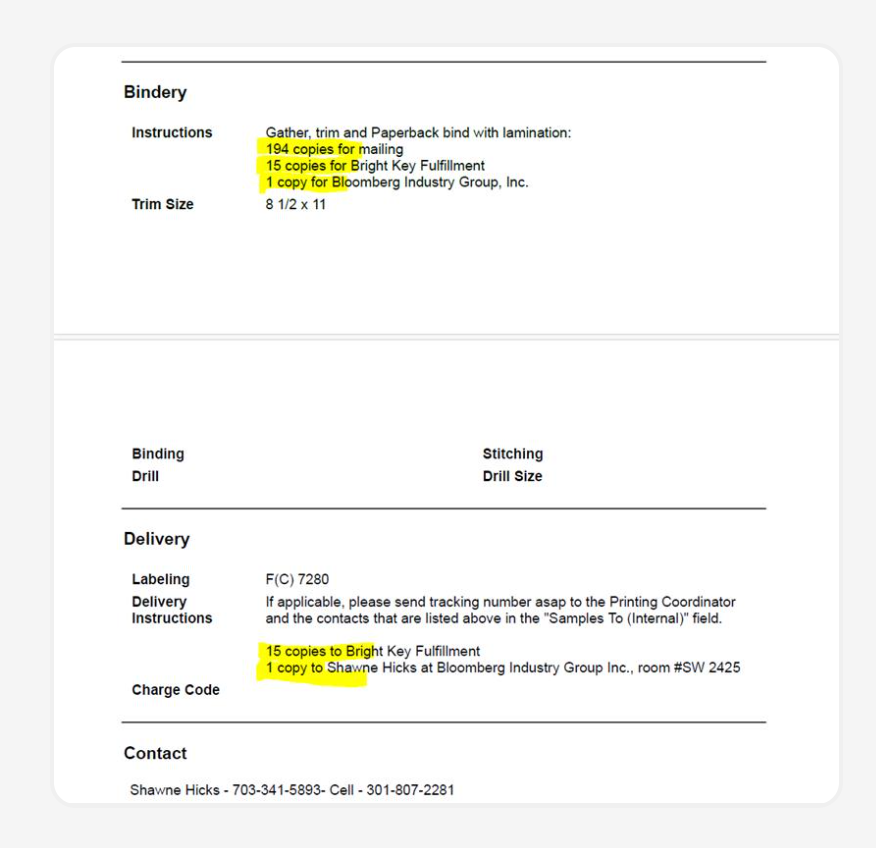 Bindery
Instructions Gather, trim and Paperback bind with lamination:
194 copies for mailing
15 copies for Bright Key Fulfillment
1 copy for Bloomberg Industry Group, Inc.
Trim Size 8 1/2 x 11
Binding Stitching
Drill Drill Size
Delivery
Labeling F(C) 7280
Delivery If applicable, please send tracking number asap to the Printing Coordinator
Instructions and the contacts that are listed above in the "Samples To (Internal)" field.
15 copies to Bright Key Fulfillment
1 copy to Shawne Hicks at Bloomberg Industry Group Inc., room #SW 2425
Charge Code
Contact
Shawne Hicks - 703-341-5893- Cell - 301-807-2281